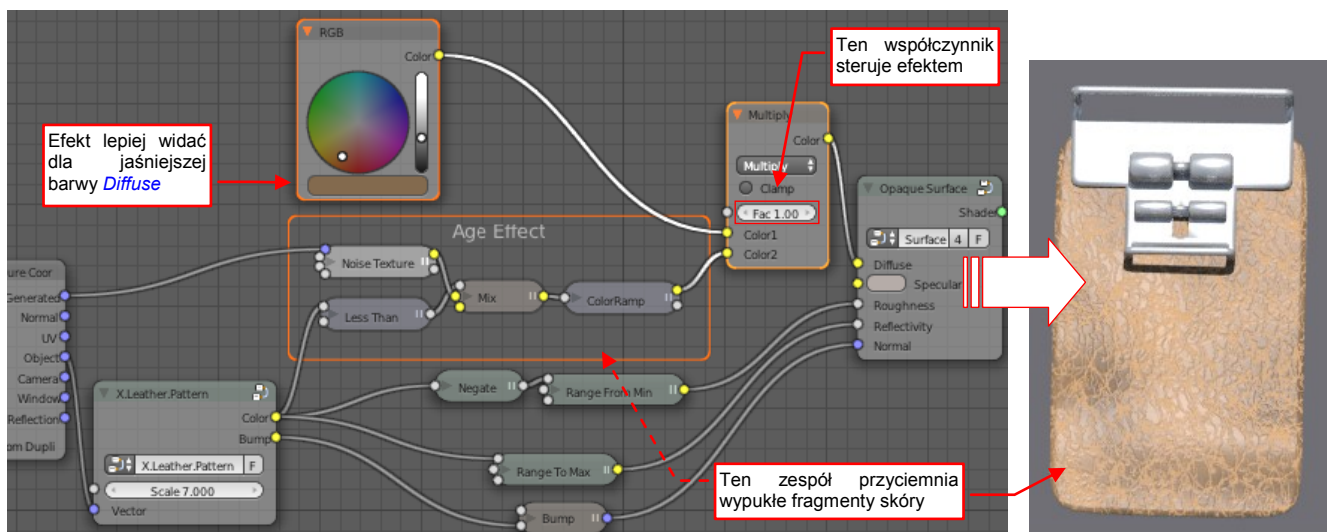 RGB
Color
Efekt lepiej widać
dla jaśniejszej
barwy Diffuse
Ten współczynnik
steruje efektem
Multiply
Color
Multiply
Clamp
Fac 1.00
Color1
Color2
Opaque Surface
Shader
Surface 4 F
Diffuse
Specular
Roughness
Reflectivity
Normal
Age Effect
Noise Texture
Less Than
Mix
ColorRamp
ure Coor
Generated
Normal
UV
Object
Camera
Window
Reflection
om Dupli
X.Leather.Pattern
Color
Bump
X.Leather.Pattern F
Scale 7.000
Vector
Negate
Range From Min
Range To Max
Bump
Ten zespół przyciemnia
wypukłe fragmenty skóry